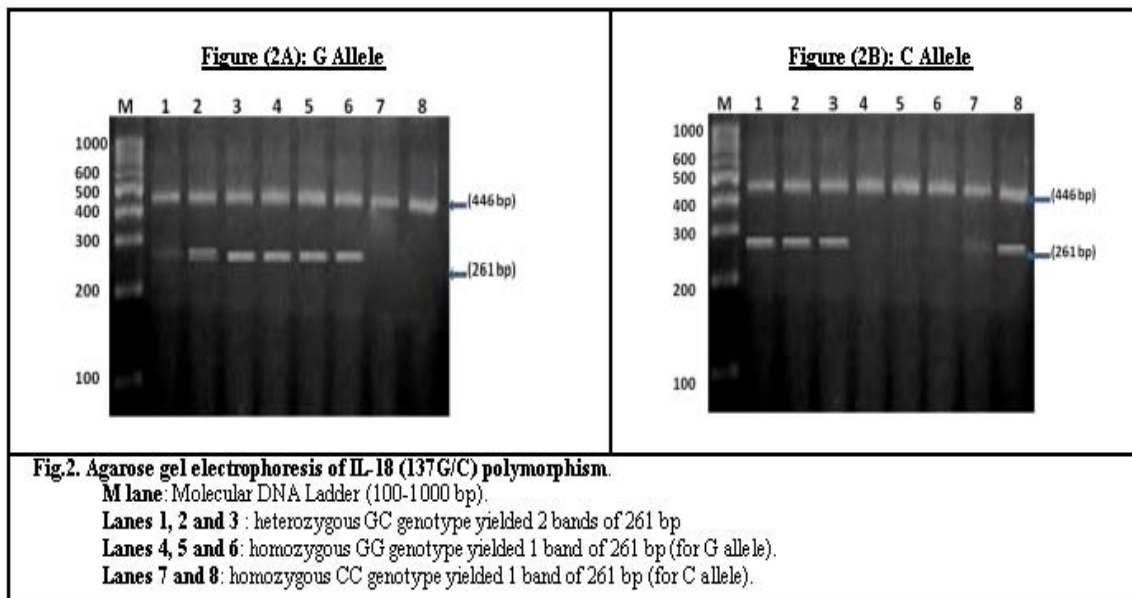 Figure (2A): G Allele
M 1 2 3 4 5 6 7 8
1000
600
500
400
300
200
100
(446 bp)
(261 bp)
Figure (2B): C Allele
M 1 2 3 4 5 6 7 8
1000
600
500
400
300
200
100
(446 bp)
(261 bp)
Fig.2. Agarose gel electrophoresis of IL-18 (137G/C) polymorphism.
M lane: Molecular DNA Ladder (100-1000 bp).
Lanes 1, 2 and 3 : heterozygous GC genotype yielded 2 bands of 261 bp
Lanes 4, 5 and 6: homozygous GG genotype yielded 1 band of 261 bp (for G allele).
Lanes 7 and 8: homozygous CC genotype yielded 1 band of 261 bp (for C allele).